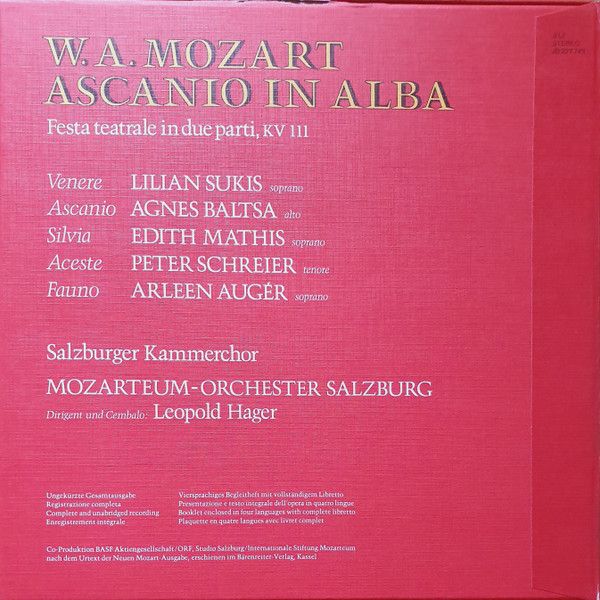 W. A. MOZART
ASCANIO IN ALBA
Festa teatrale in due parti, KV 111
Venere LILIAN SUKIS soprano
Ascanio AGNES BALTSA alto
Silvia EDITH MATHIS soprano
Aceste PETER SCHREIER tenore
Fauno ARLEEN AUGÉR soprano
Salzburger Kammerchor
MOZARTEUM-ORCHESTER SALZBURG
Dirigent und Cembalo: Leopold Hager
Ungekürzte Gesamtausgabe
Registrazione completa
Complete and unabridged recording
Enregistrement intégrale
Viersprachiges Begleitheft mit vollständigem Libretto
Presentazione e testo integrale dell'opera in quattro lingue
Booklet enclosed in four languages with complete libretto
Plaquette en quatre langues avec livret complet
Co-Produktion BASF Aktiengesellschaft/ORF, Studio Salzburg/Internationale Stiftung Mozarteum
nach dem Urtext der Neuen Mozart-Ausgabe, erschienen im Bärenreiter-Verlag, Kassel
STEREO